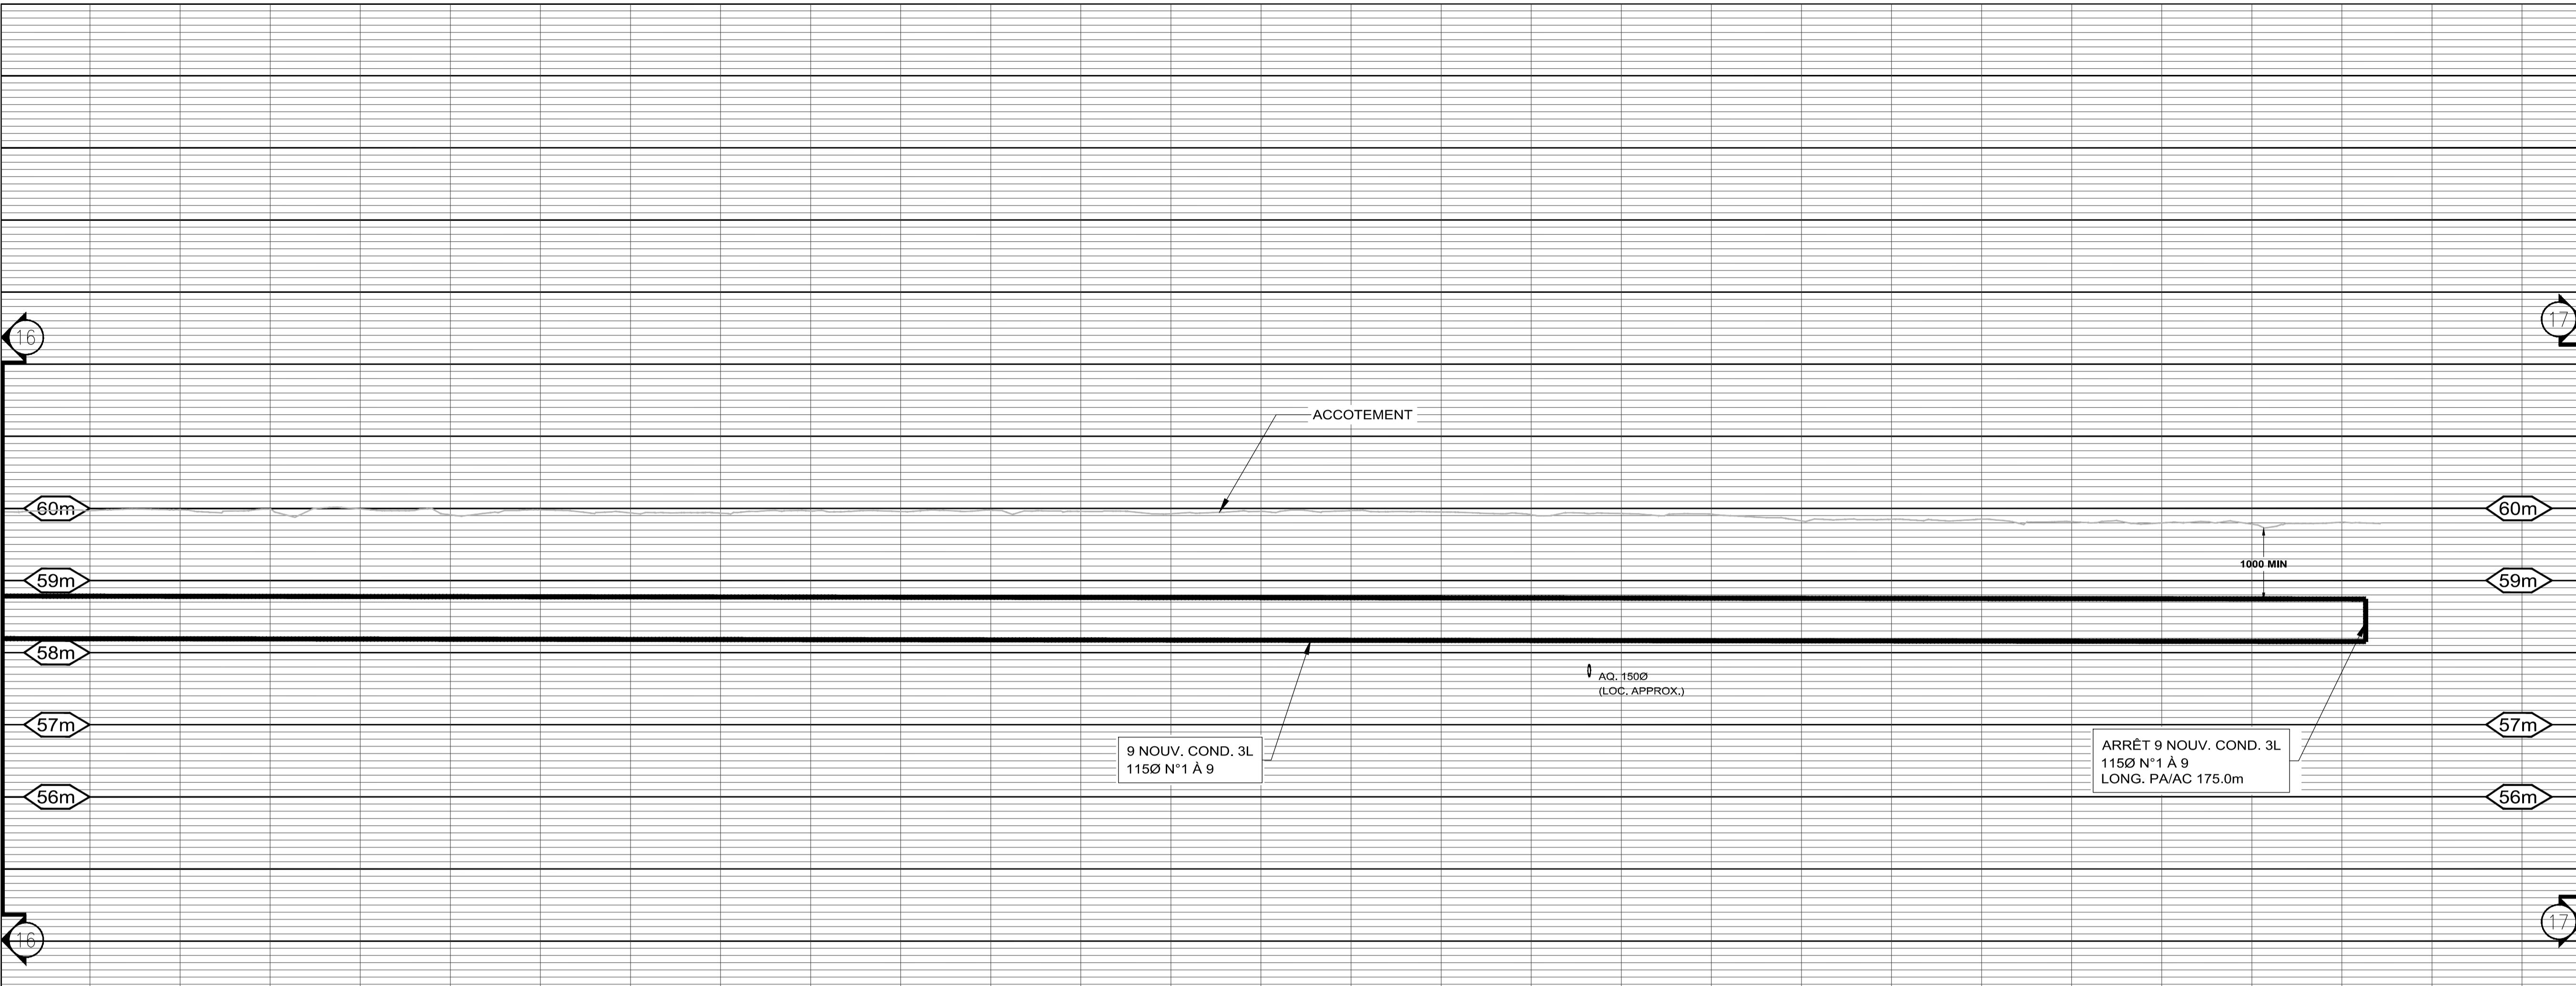 16
17
ACCOTEMENT
60m
60m
1000 MIN
59m
59m
58m
AQ. 150Ø
(LOC. APPROX.)
57m
57m
9 NOUV. COND. 3L
115Ø N°1 À 9
ARRÊT 9 NOUV. COND. 3L
115Ø N°1 À 9
LONG. PA/AC 175.0m
56m
56m
16
17